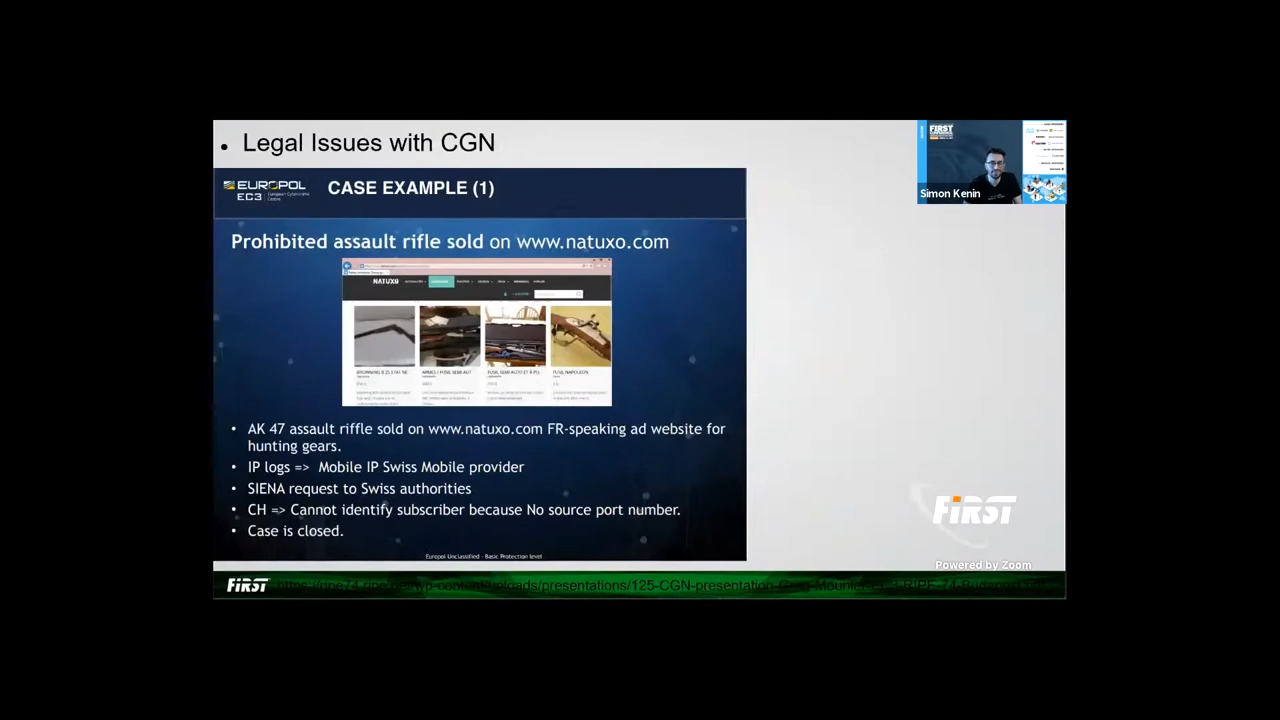 • Legal Issues with CGN
FIRST
Simon Kenin
EUROPOL
EC3 European Cybercrime Centre
CASE EXAMPLE (1)
Prohibited assault rifle sold on www.natuxo.com
NATUXO
• AK 47 assault riffle sold on www.natuxo.com FR-speaking ad website for
hunting gears.
• IP logs => Mobile IP Swiss Mobile provider
• SIENA request to Swiss authorities
• CH => Cannot identify subscriber because No source port number.
• Case is closed.
Europol Unclassified - Basic Protection level
FIRST
Powered by Zoom
FIRST